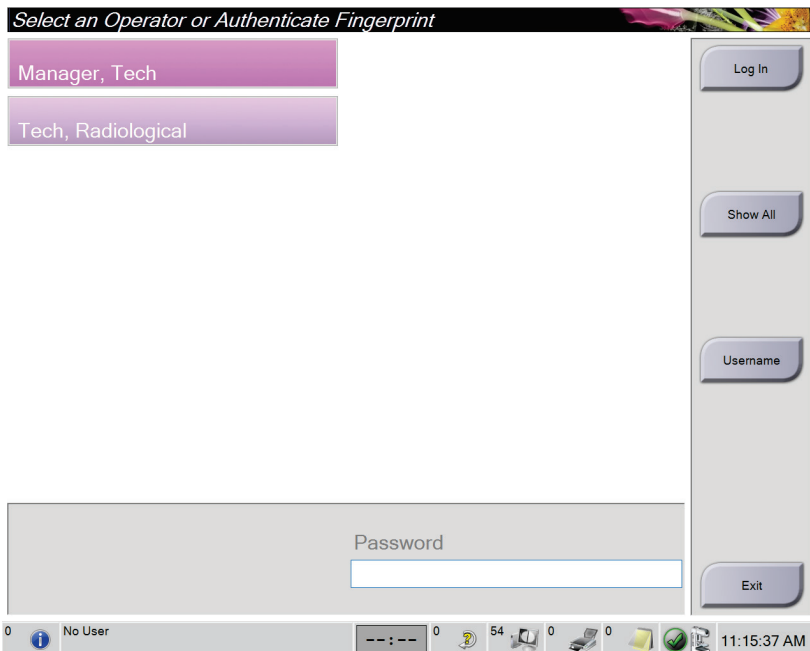 Select an Operator or Authenticate Fingerprint
Manager, Tech
Tech, Radiological
Log In
Show All
Username
Password
Exit
0
No User
--:--
0
54
0
0
11:15:37 AM